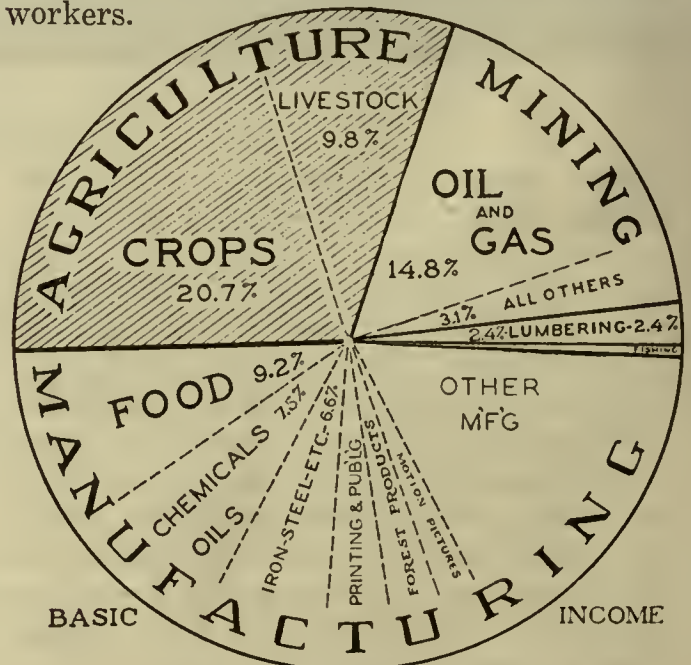 workers.
AGRICULTURE
LIVESTOCK
9.8%
CROPS
20.7%
MINING
OIL
AND
GAS
14.8%
ALL OTHERS
3.1%
2.4%-LUMBERING-2.4%
FISHING
MANUFACTURING
FOOD 9.2%
CHEMICALS 7.5%
OILS
IRON-STEEL-ETC.-6.6%
PRINTING & PUBL'G
FOREST PRODUCTS
MOTION PICTURES
OTHER
M'F'G
BASIC INCOME